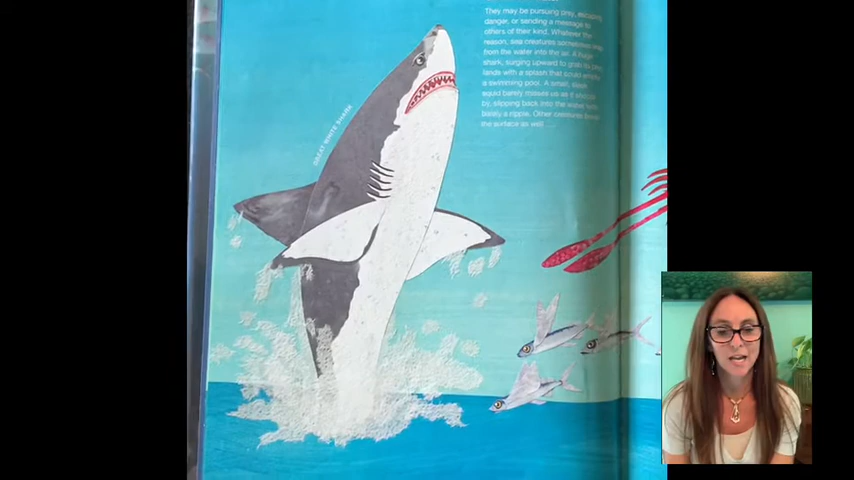 They may be pursuing prey, escaping
danger, or sending a message to
others of their kind. Whatever the
reason, sea creatures sometimes leap
from the water into the air. A huge
shark, surging upward to grab its prey,
lands with a splash that could
a swimming pool. A small,
would barely misses us as it
by, slipping back into the water with
barely a ripple. Other creatures
the surface as well ...
GREAT WHITE SHARK